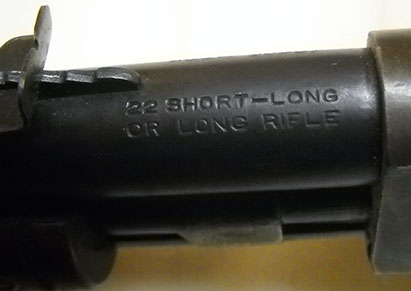 22 SHORT-LONG
OR LONG RIFLE